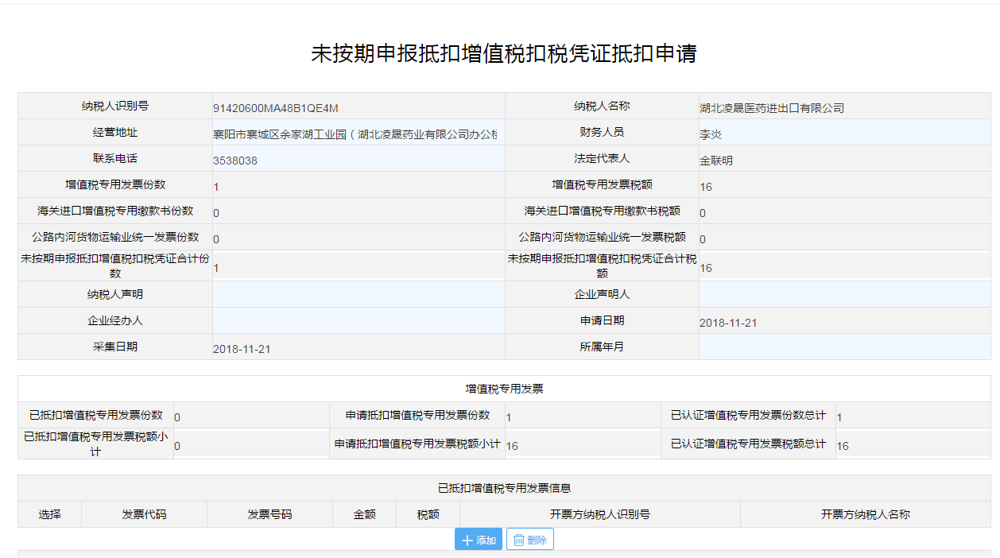 未按期申报抵扣增值税扣税凭证抵扣申请
纳税人识别号 91420600MA48B1QE4M 纳税人名称 湖北凌晟医药进出口有限公司
经营地址 襄阳市襄城区余家湖工业园（湖北凌晟药业有限公司办公楼 财务人员 李炎
联系电话 3538038 法定代表人 金联明
增值税专用发票份数 1 增值税专用发票税额 16
海关进口增值税专用缴款书份数 0 海关进口增值税专用缴款书税额 0
公路内河货物运输业统一发票份数 0 公路内河货物运输业统一发票税额 0
未按期申报抵扣增值税扣税凭证合计份数 1 未按期申报抵扣增值税扣税凭证合计税额 16
纳税人声明 企业声明人
企业经办人 申请日期 2018-11-21
采集日期 2018-11-21 所属年月
增值税专用发票
已抵扣增值税专用发票份数 0 申请抵扣增值税专用发票份数 1 已认证增值税专用发票份数总计 1
已抵扣增值税专用发票税额小计 0 申请抵扣增值税专用发票税额小计 16 已认证增值税专用发票税额总计 16
已抵扣增值税专用发票信息
选择 发票代码 发票号码 金额 税额 开票方纳税人识别号 开票方纳税人名称
添加 删除